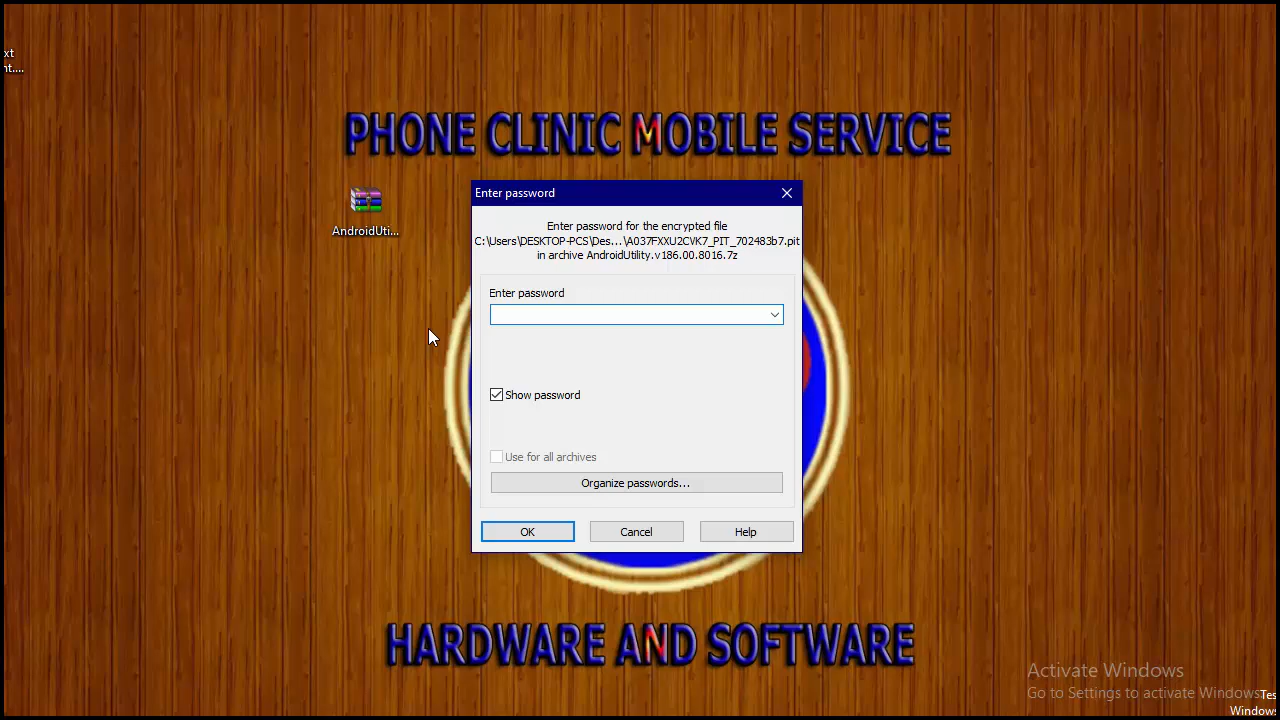 xt
nt....
PHONE CLINIC MOBILE SERVICE
AndroidUti...
Enter password
Enter password for the encrypted file
C:\Users\DESKTOP-PCS\Des...\A037FXXU2CVK7_PIT_702483b7.pit
in archive AndroidUtility.v186.00.8016.7z
Enter password
Show password
Use for all archives
Organize passwords...
OK
Cancel
Help
HARDWARE AND SOFTWARE
Activate Windows
Go to Settings to activate Windows.
Tes
Windows